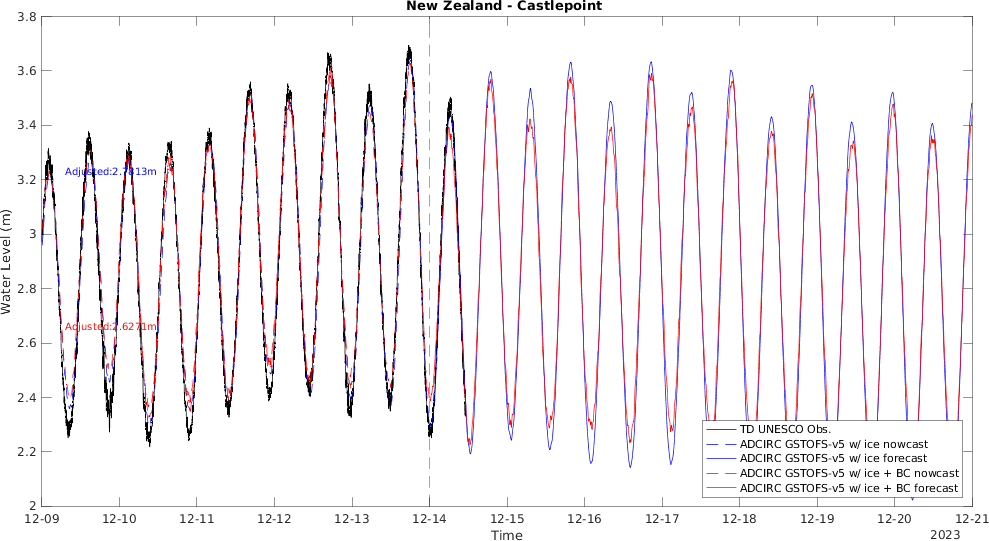 New Zealand - Castlepoint
3.8
3.6
3.4
3.2
3
2.8
2.6
2.4
2.2
2
Water Level (m)
Adjusted:2.7813m
Adjusted:2.6271m
TD UNESCO Obs.
ADCIRC GSTOFS-v5 w/ ice nowcast
ADCIRC GSTOFS-v5 w/ ice forecast
ADCIRC GSTOFS-v5 w/ ice + BC nowcast
ADCIRC GSTOFS-v5 w/ ice + BC forecast
12-09 12-10 12-11 12-12 12-13 12-14 12-15 12-16 12-17 12-18 12-19 12-20 12-21
Time
2023